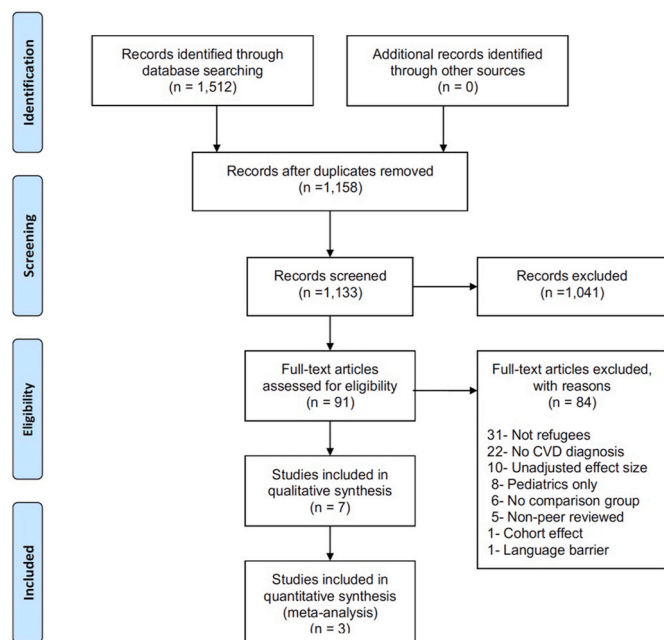 Identification
Records identified through
database searching
(n = 1,512)
Additional records identified
through other sources
(n = 0)
Records after duplicates removed
(n =1,158)
Screening
Records screened
(n =1,133)
Records excluded
(n =1,041)
Eligibility
Full-text articles
assessed for eligibility
(n = 91)
Full-text articles excluded,
with reasons
(n = 84)
31- Not refugees
22- No CVD diagnosis
10- Unadjusted effect size
8- Pediatrics only
6- No comparison group
5- Non-peer reviewed
1- Cohort effect
1- Language barrier
Studies included in
qualitative synthesis
(n = 7)
Included
Studies included in
quantitative synthesis
(meta-analysis)
(n = 3)